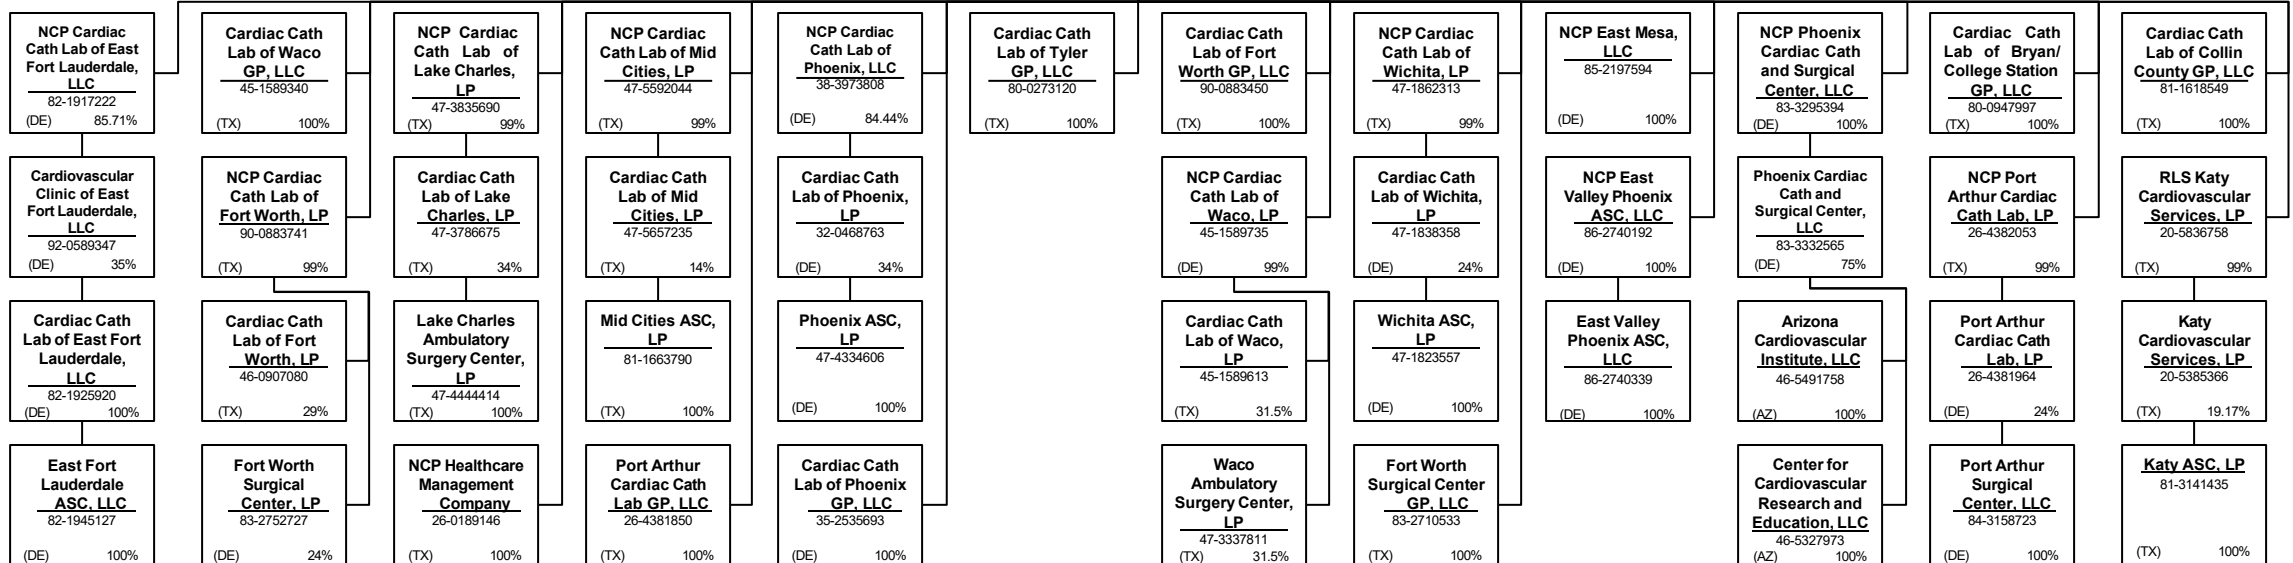 NCP Cardiac
Cath Lab of East
Fort Lauderdale,
LLC
82-1917222
(DE) 85.71%
Cardiac Cath
Lab of Waco
GP, LLC
45-1589340
(TX) 100%
NCP Cardiac
Cath Lab of
Lake Charles,
LP
47-3835690
(TX) 99%
NCP Cardiac
Cath Lab of Mid
Cities, LP
47-5592044
(TX) 99%
NCP Cardiac
Cath Lab of
Phoenix, LLC
38-3973808
(DE) 84.44%
Cardiac Cath
Lab of Tyler
GP, LLC
80-0273120
(TX) 100%
Cardiac Cath
Lab of Fort
Worth GP, LLC
90-0883450
(TX) 100%
NCP Cardiac
Cath Lab of
Wichita, LP
47-1862313
(TX) 99%
NCP East Mesa,
LLC
85-2197594
(DE) 100%
NCP Phoenix
Cardiac Cath
and Surgical
Center, LLC
83-3295394
(DE) 100%
Cardiac Cath
Lab of Bryan/
College Station
GP, LLC
80-0947997
(TX) 100%
Cardiac Cath
Lab of Collin
County GP, LLC
81-1618549
(TX) 100%
Cardiovascular
Clinic of East
Fort Lauderdale,
LLC
92-0589347
(DE) 35%
NCP Cardiac
Cath Lab of
Fort Worth, LP
90-0883741
(TX) 99%
Cardiac Cath
Lab of Lake
Charles, LP
47-3786675
(TX) 34%
Cardiac Cath
Lab of Mid
Cities, LP
47-5657235
(TX) 14%
Cardiac Cath
Lab of Phoenix,
LP
32-0468763
(DE) 34%
NCP Cardiac
Cath Lab of
Waco, LP
45-1589735
(DE) 99%
Cardiac Cath
Lab of Wichita,
LP
47-1838358
(DE) 24%
NCP East
Valley Phoenix
ASC, LLC
86-2740192
(DE) 100%
Phoenix Cardiac
Cath and
Surgical Center,
LLC
83-3332565
(DE) 75%
NCP Port
Arthur Cardiac
Cath Lab, LP
26-4382053
(TX) 99%
RLS Katy
Cardiovascular
Services, LP
20-5836758
(TX) 99%
Cardiac Cath
Lab of East Fort
Lauderdale,
LLC
82-1925920
(DE) 100%
Cardiac Cath
Lab of Fort
Worth, LP
46-0907080
(TX) 29%
Lake Charles
Ambulatory
Surgery Center,
LP
47-4444414
(TX) 100%
Mid Cities ASC,
LP
81-1663790
(TX) 100%
Phoenix ASC,
LP
47-4334606
(DE) 100%
Cardiac Cath
Lab of Waco,
LP
45-1589613
(TX) 31.5%
Wichita ASC,
LP
47-1823557
(DE) 100%
East Valley
Phoenix ASC,
LLC
86-2740339
(DE) 100%
Arizona
Cardiovascular
Institute, LLC
46-5491758
(AZ) 100%
Port Arthur
Cardiac Cath
Lab, LP
26-4381964
(DE) 24%
Katy
Cardiovascular
Services, LP
20-5385366
(TX) 19.17%
East Fort
Lauderdale
ASC, LLC
82-1945127
(DE) 100%
Fort Worth
Surgical
Center, LP
83-2752727
(DE) 24%
NCP Healthcare
Management
Company
26-0189146
(TX) 100%
Port Arthur
Cardiac Cath
Lab GP, LLC
26-4381850
(TX) 100%
Cardiac Cath
Lab of Phoenix
GP, LLC
35-2535693
(DE) 100%
Waco
Ambulatory
Surgery Center,
LP
47-3337811
(TX) 31.5%
Fort Worth
Surgical Center
GP, LLC
83-2710533
(TX) 100%
Center for
Cardiovascular
Research and
Education, LLC
46-5327973
(AZ) 100%
Port Arthur
Surgical
Center, LLC
84-3158723
(DE) 100%
Katy ASC, LP
81-3141435
(TX) 100%